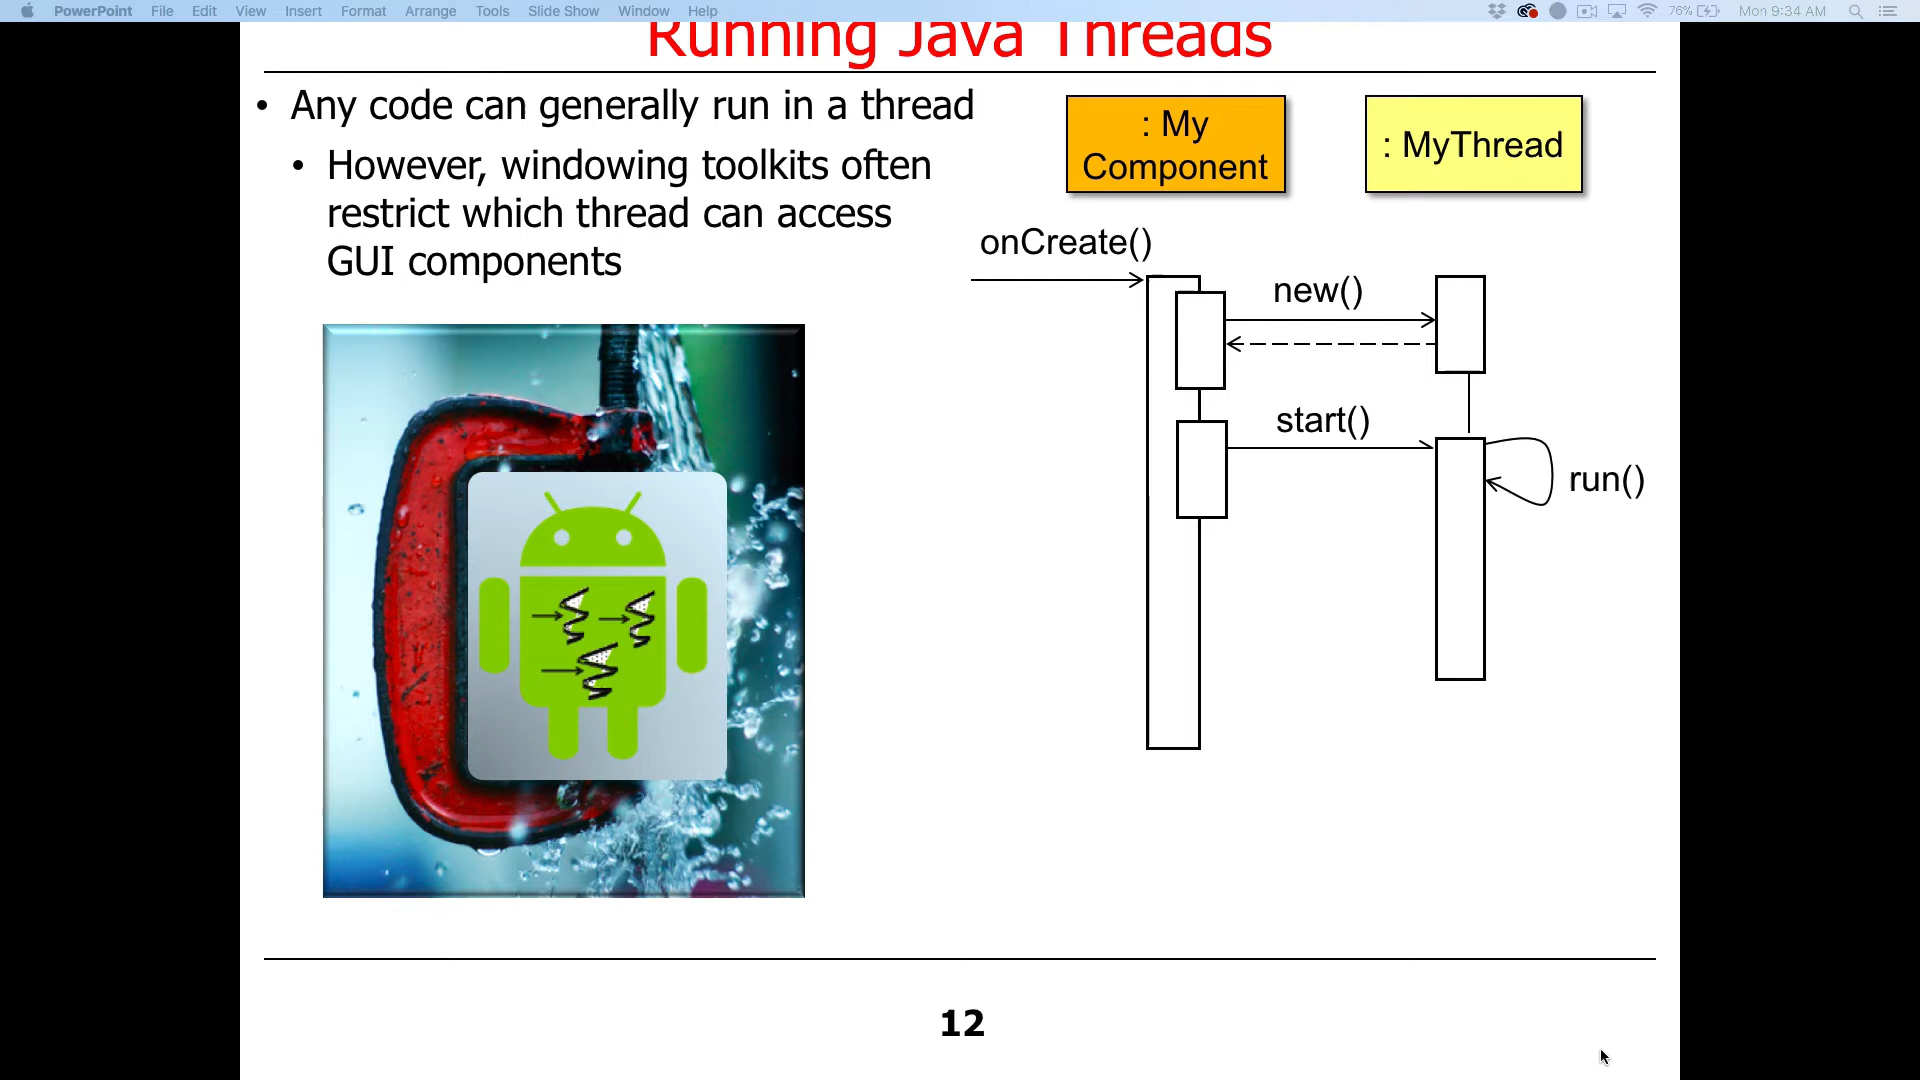 PowerPoint File Edit View Insert Format Arrange Tools Slide Show Window Help 76% Mon 9:34 AM
Running Java Threads
• Any code can generally run in a thread
• However, windowing toolkits often
restrict which thread can access
GUI components
: My
Component
: MyThread
onCreate()
new()
start()
run()
12